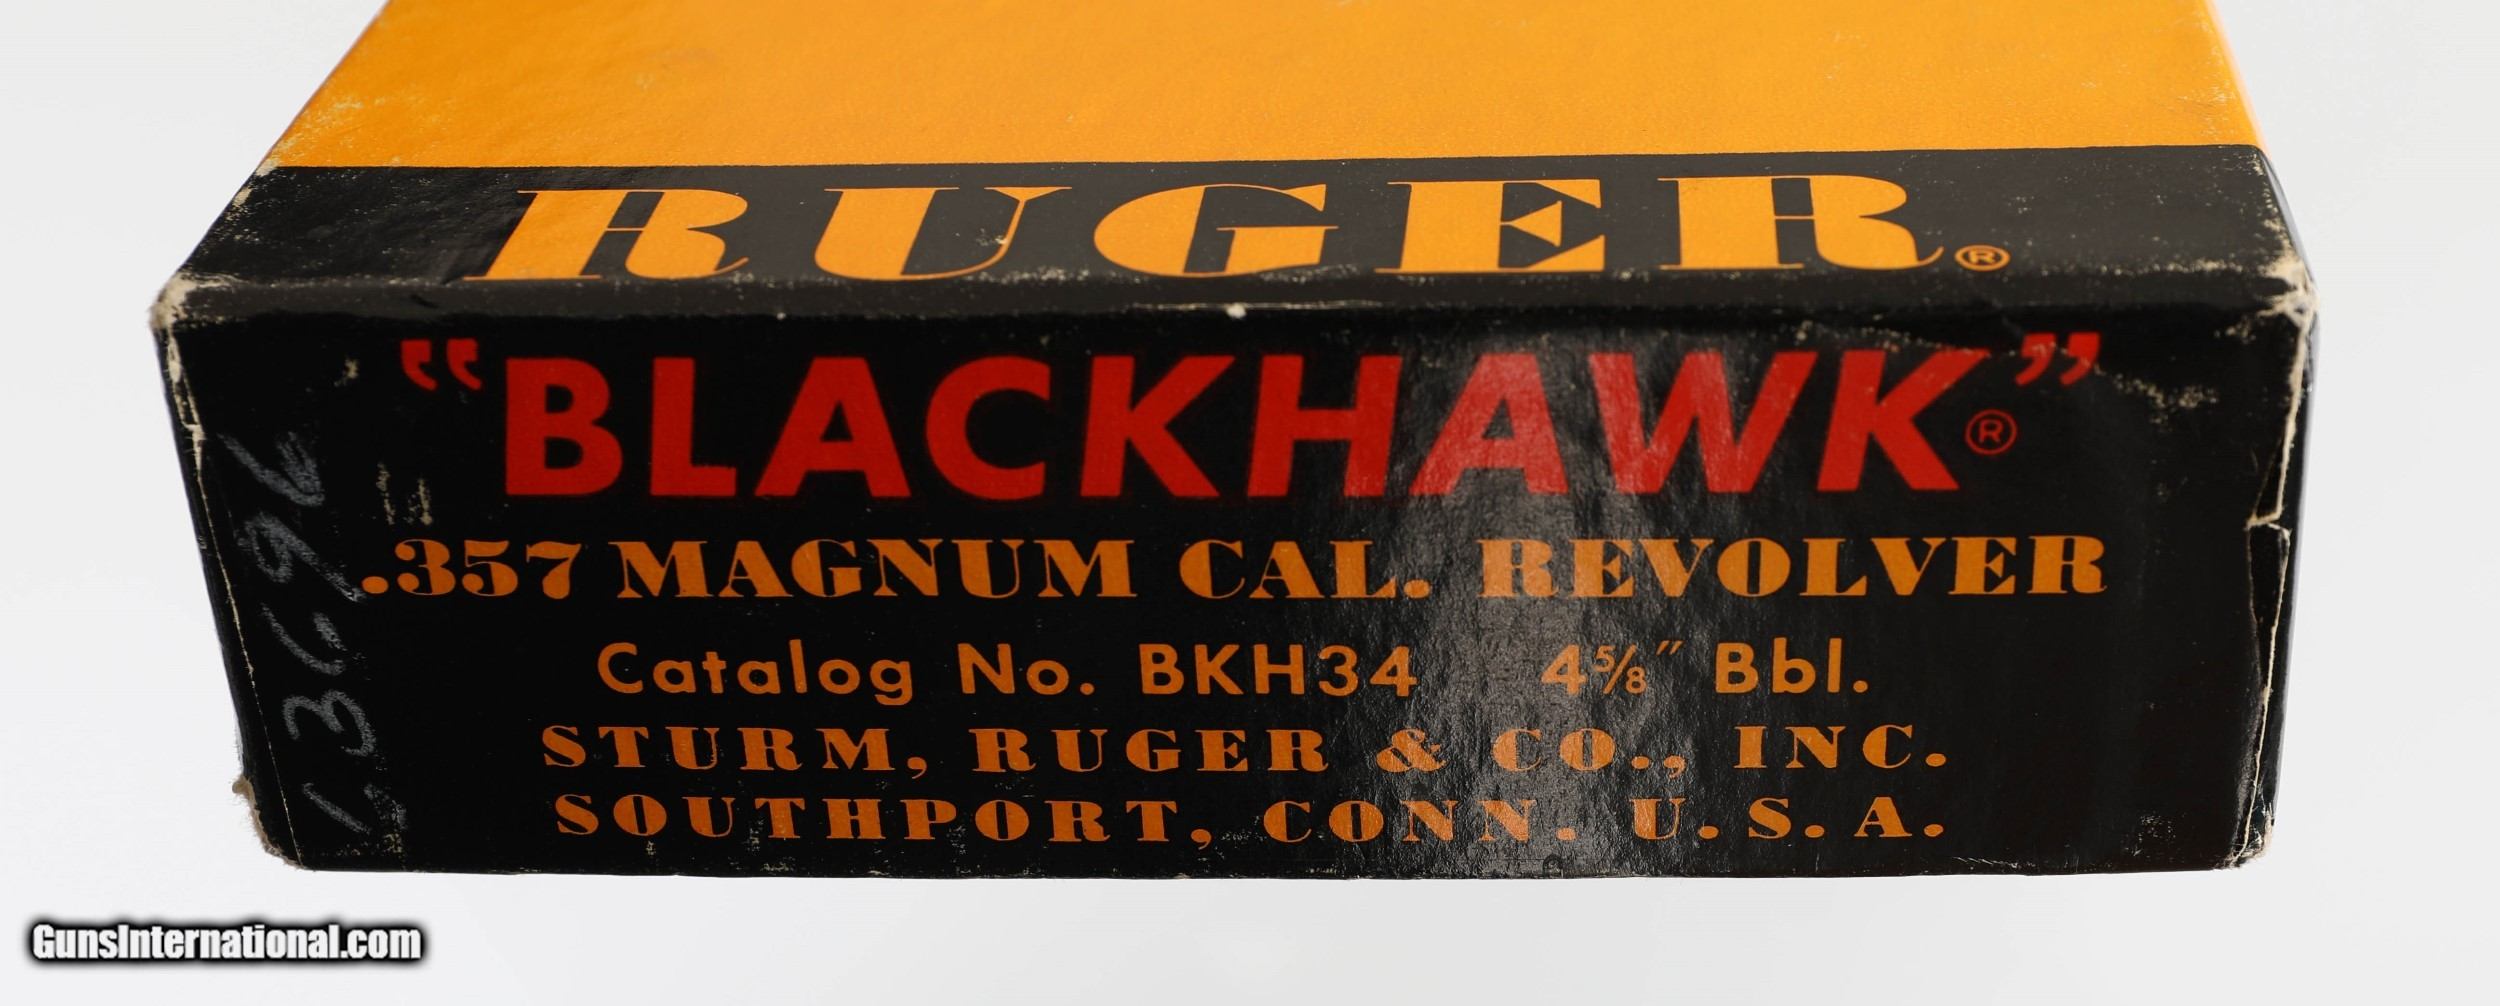 RUGER®
"BLACKHAWK"®
.357 MAGNUM CAL. REVOLVER
Catalog No. BKH34 4⅝" Bbl.
STURM, RUGER & CO., INC.
SOUTHPORT, CONN. U.S.A.
GunsInternational.com